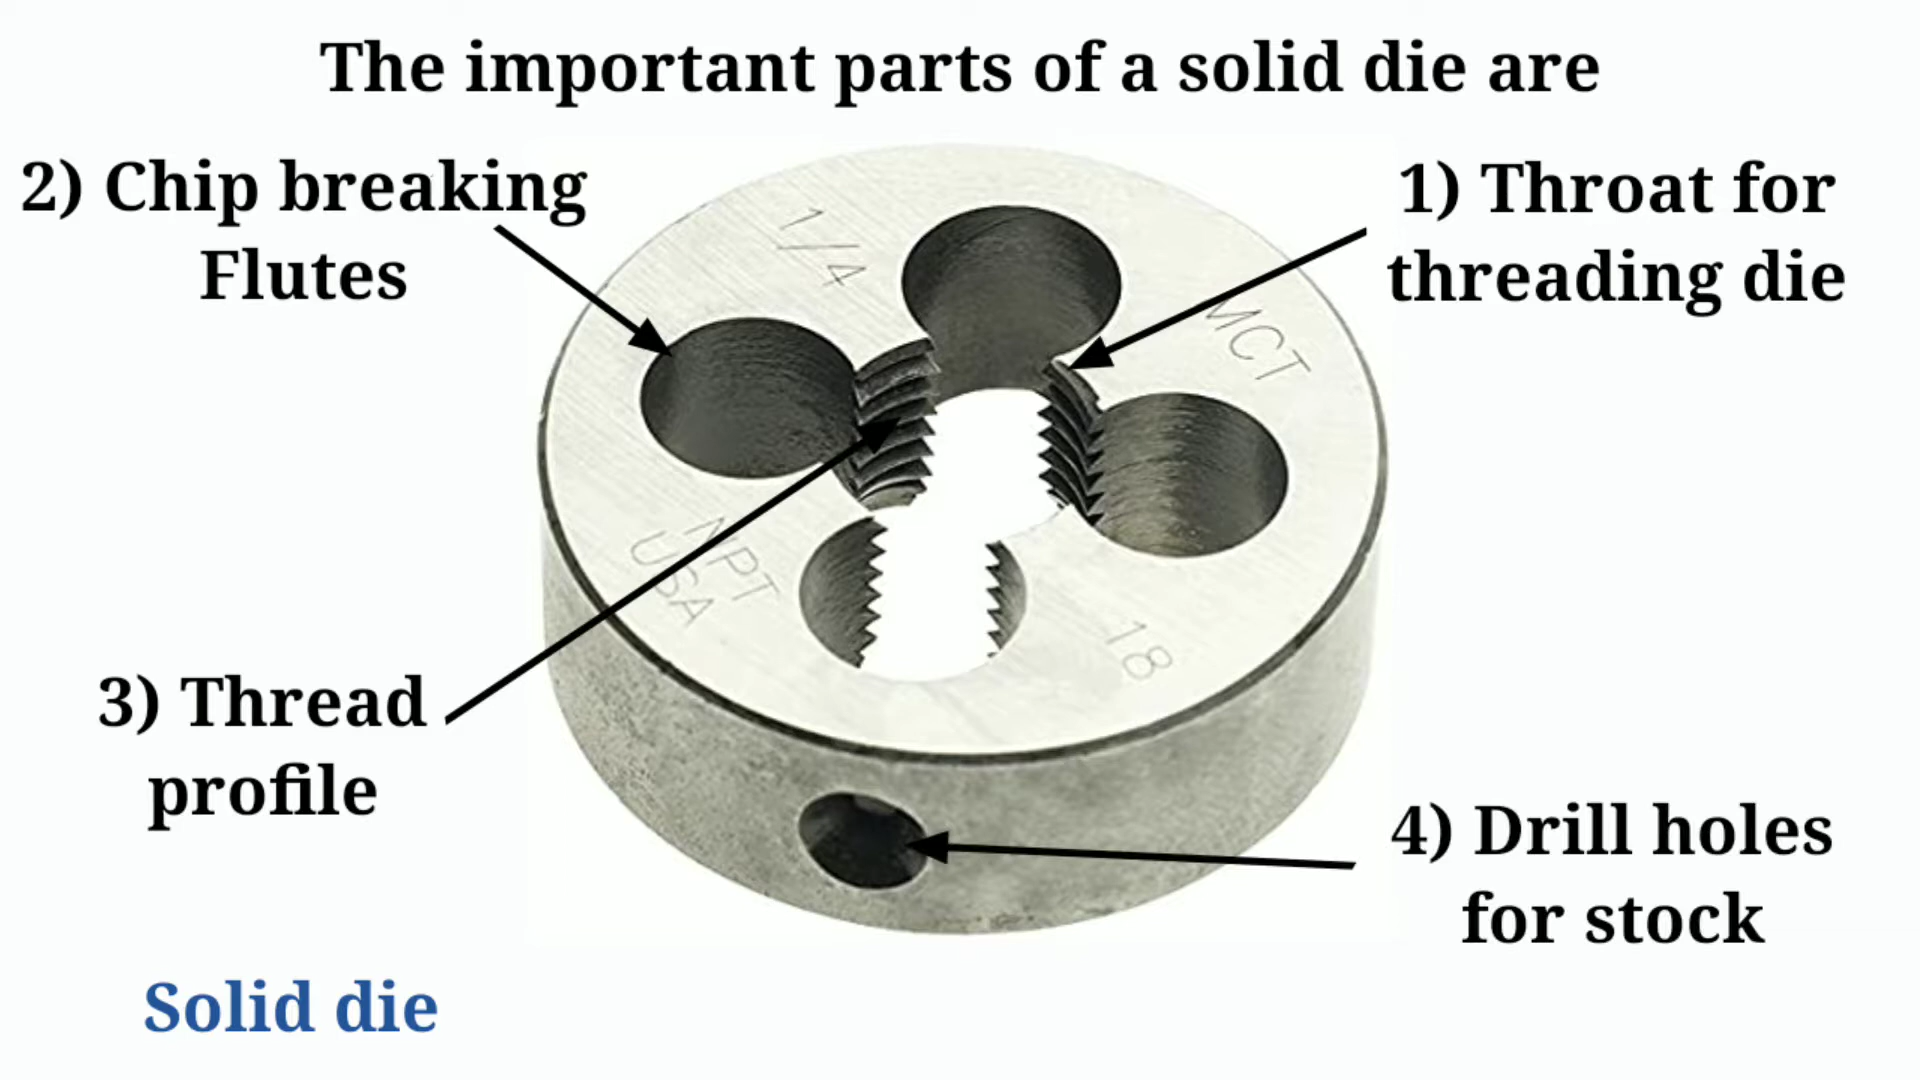 The important parts of a solid die are
2) Chip breaking
Flutes
1) Throat for
threading die
1/4
MCT
NPT
USA
18
3) Thread
profile
4) Drill holes
for stock
Solid die